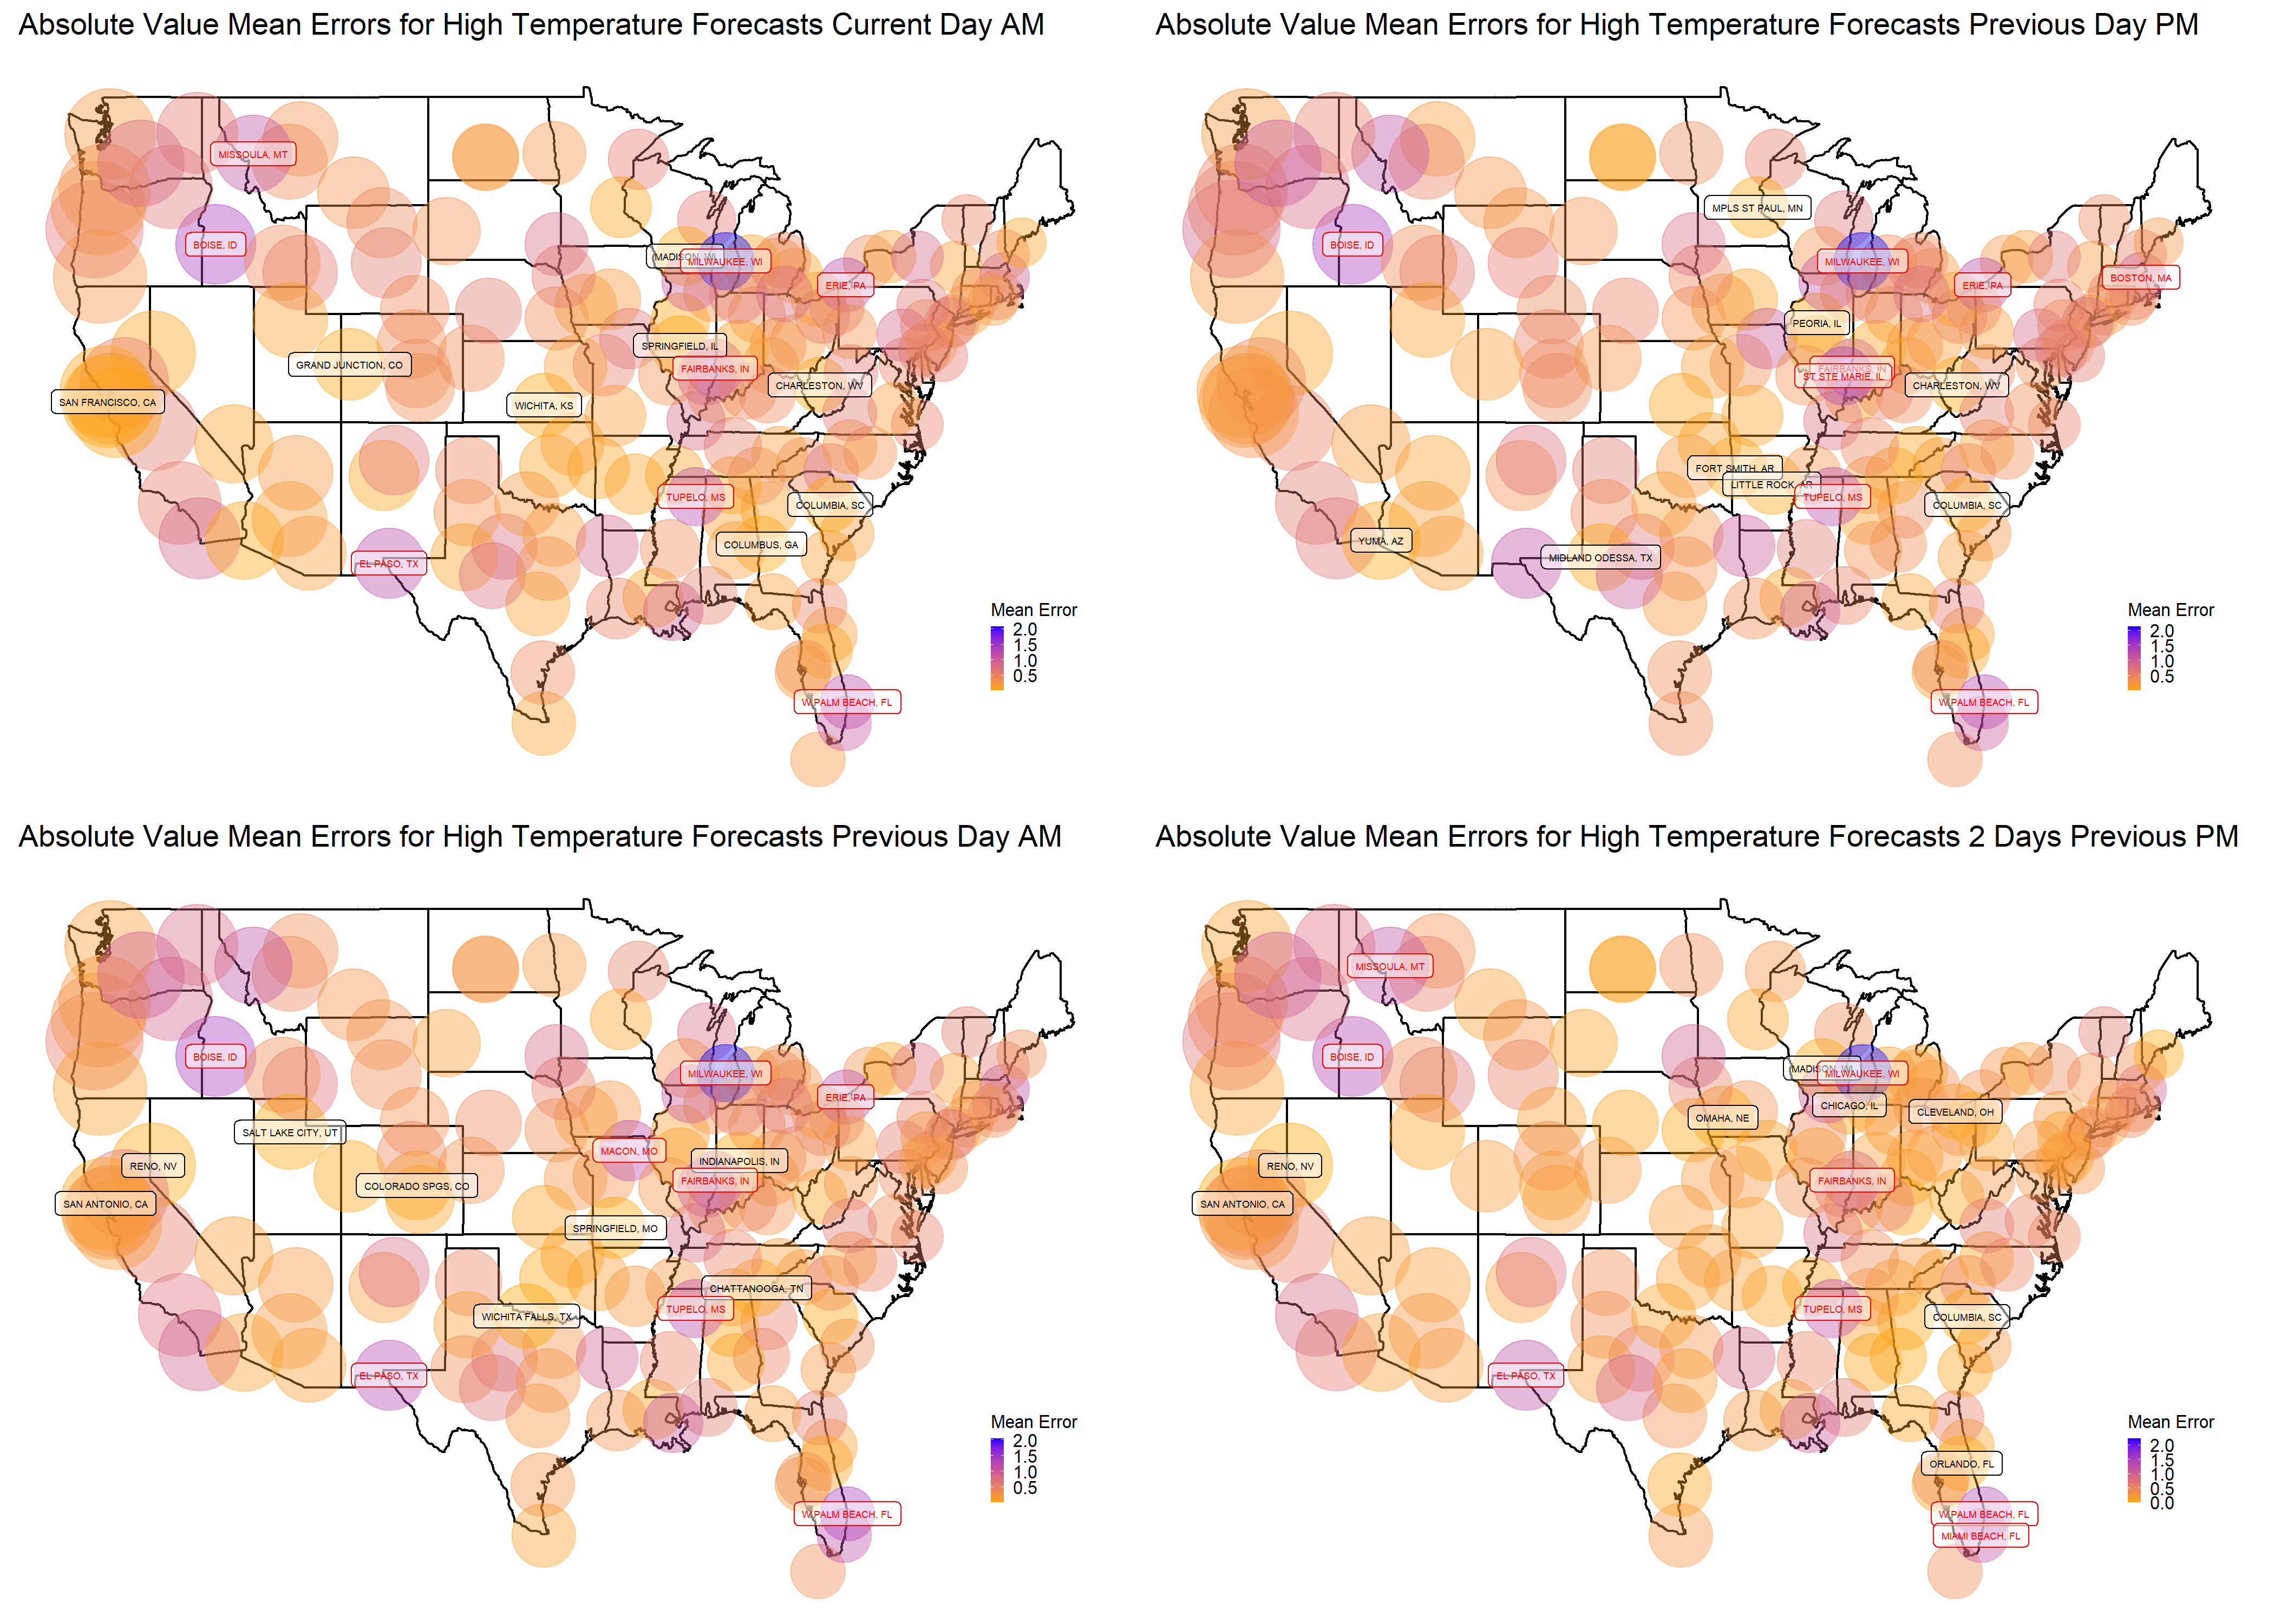 Absolute Value Mean Errors for High Temperature Forecasts Current Day AM
MISSOULA, MT
BOISE, ID
MADISON, WI
MILWAUKEE, WI
ERIE, PA
SPRINGFIELD, IL
GRAND JUNCTION, CO
FAIRBANKS, IN
CHARLESTON, WV
SAN FRANCISCO, CA
WICHITA, KS
TUPELO, MS
COLUMBIA, SC
COLUMBUS, GA
EL PASO, TX
W.PALM BEACH, FL
Mean Error
2.0
1.5
1.0
0.5
Absolute Value Mean Errors for High Temperature Forecasts Previous Day PM
MPLS ST PAUL, MN
BOISE, ID
MILWAUKEE, WI
BOSTON, MA
ERIE, PA
PEORIA, IL
FAIRBANKS, IN
ST STE MARIE, IL
CHARLESTON, WV
FORT SMITH, AR
LITTLE ROCK, AR
TUPELO, MS
COLUMBIA, SC
YUMA, AZ
MIDLAND ODESSA, TX
W.PALM BEACH, FL
Mean Error
2.0
1.5
1.0
0.5
Absolute Value Mean Errors for High Temperature Forecasts Previous Day AM
BOISE, ID
MILWAUKEE, WI
ERIE, PA
SALT LAKE CITY, UT
MACON, MO
INDIANAPOLIS, IN
RENO, NV
FAIRBANKS, IN
COLORADO SPGS, CO
SAN ANTONIO, CA
SPRINGFIELD, MO
CHATTANOOGA, TN
TUPELO, MS
WICHITA FALLS, TX
EL PASO, TX
W.PALM BEACH, FL
Mean Error
2.0
1.5
1.0
0.5
Absolute Value Mean Errors for High Temperature Forecasts 2 Days Previous PM
MISSOULA, MT
BOISE, ID
MADISON, WI
MILWAUKEE, WI
CHICAGO, IL
CLEVELAND, OH
OMAHA, NE
RENO, NV
FAIRBANKS, IN
SAN ANTONIO, CA
TUPELO, MS
COLUMBIA, SC
EL PASO, TX
ORLANDO, FL
W.PALM BEACH, FL
MIAMI BEACH, FL
Mean Error
2.0
1.5
1.0
0.5
0.0